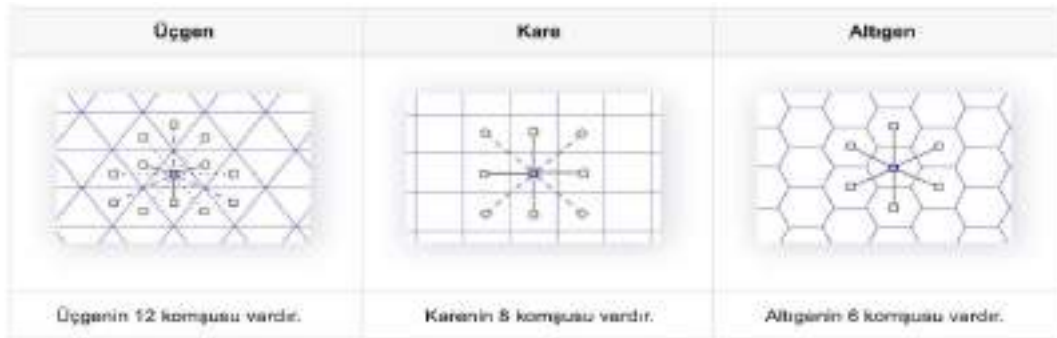 Üçgen Kare Altıgen
Üçgenin 12 komşusu vardır. Karenin 8 komşusu vardır. Altıgenin 6 komşusu vardır.